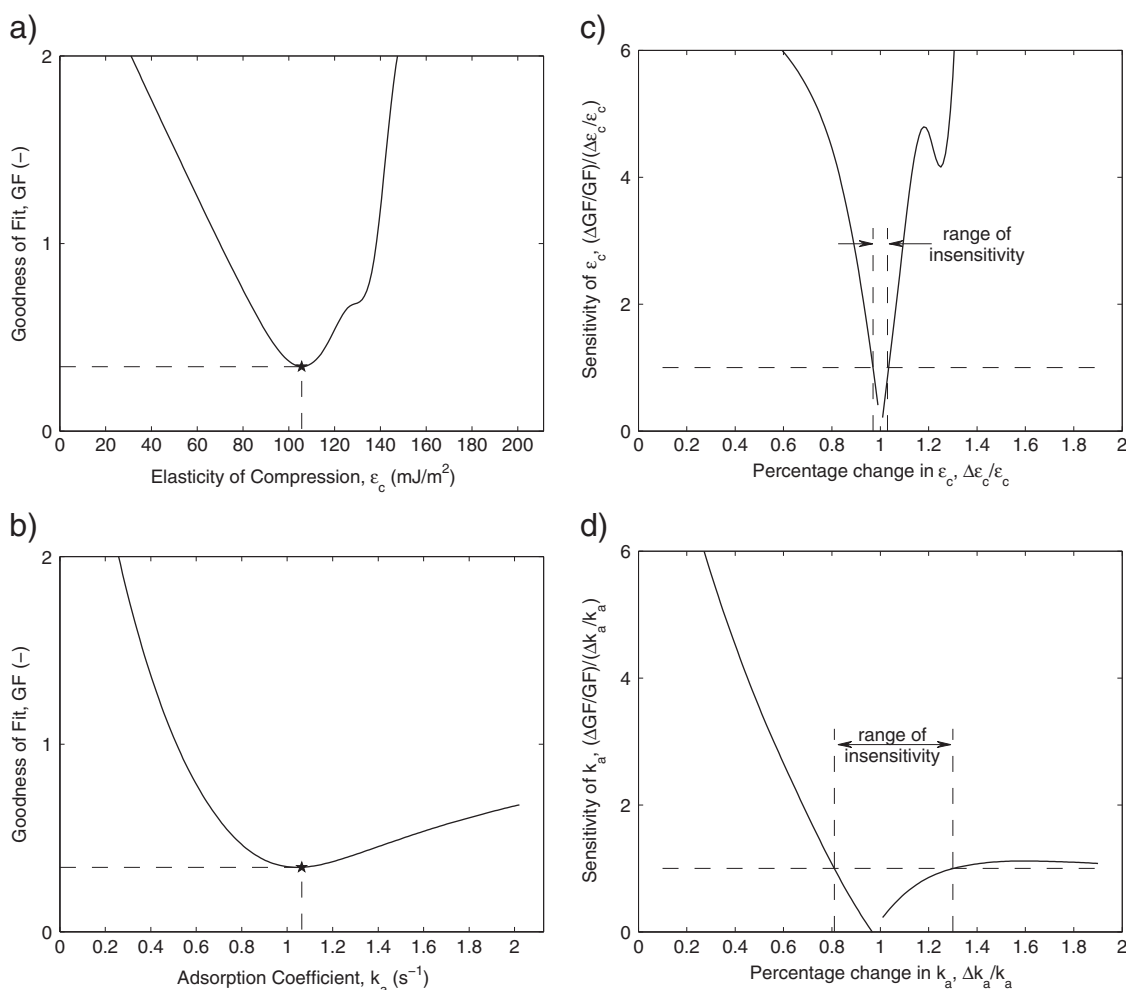 a)
2
1
0
Goodness of Fit, GF (−)
0 20 40 60 80 100 120 140 160 180 200
Elasticity of Compression, ε_c (mJ/m²)
c)
6
4
2
0
Sensitivity of ε_c, (ΔGF/GF)/(Δε_c/ε_c)
range of
insensitivity
0 0.2 0.4 0.6 0.8 1 1.2 1.4 1.6 1.8 2
Percentage change in ε_c, Δε_c/ε_c
b)
2
1
0
Goodness of Fit, GF (−)
0 0.2 0.4 0.6 0.8 1 1.2 1.4 1.6 1.8 2
Adsorption Coefficient, k_a (s⁻¹)
d)
6
4
2
0
Sensitivity of k_a, (ΔGF/GF)/(Δk_a/k_a)
range of
insensitivity
0 0.2 0.4 0.6 0.8 1 1.2 1.4 1.6 1.8 2
Percentage change in k_a, Δk_a/k_a